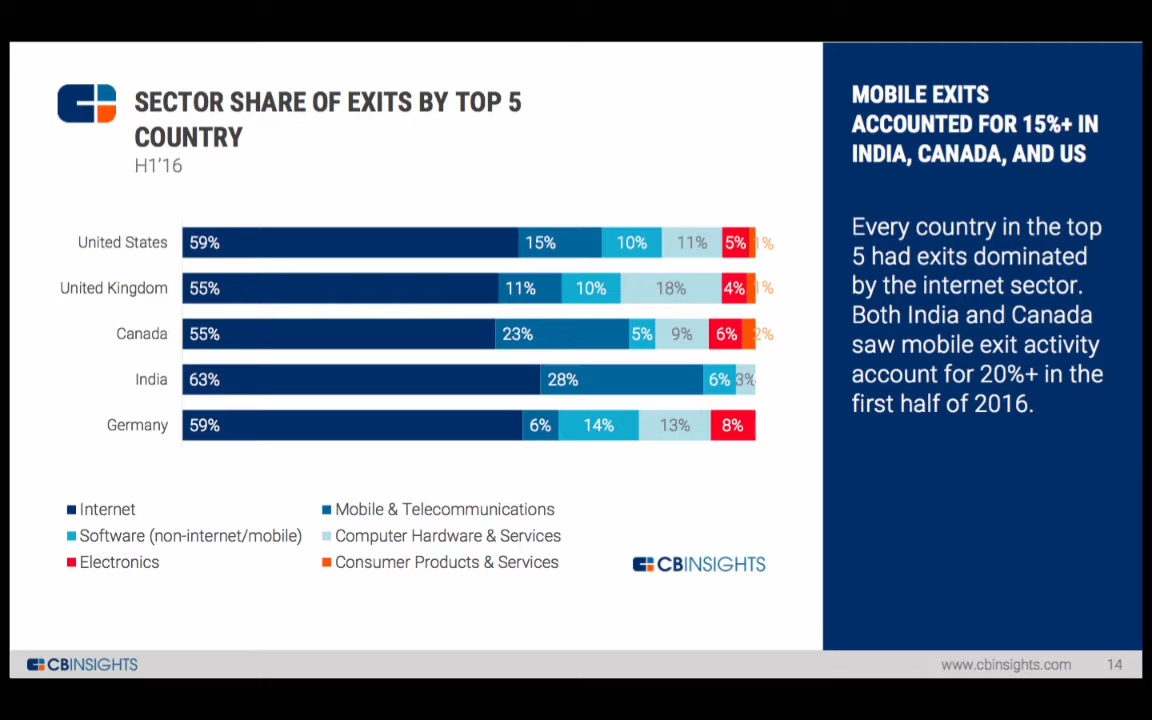 SECTOR SHARE OF EXITS BY TOP 5
COUNTRY
H1'16
United States 59% 15% 10% 11% 5% 1%
United Kingdom 55% 11% 10% 18% 4% 1%
Canada 55% 23% 5% 9% 6% 2%
India 63% 28% 6% 3%
Germany 59% 6% 14% 13% 8%
Internet Mobile & Telecommunications
Software (non-internet/mobile) Computer Hardware & Services
Electronics Consumer Products & Services
CBINSIGHTS
MOBILE EXITS
ACCOUNTED FOR 15%+ IN
INDIA, CANADA, AND US
Every country in the top
5 had exits dominated
by the internet sector.
Both India and Canada
saw mobile exit activity
account for 20%+ in the
first half of 2016.
CBINSIGHTS www.cbinsights.com 14